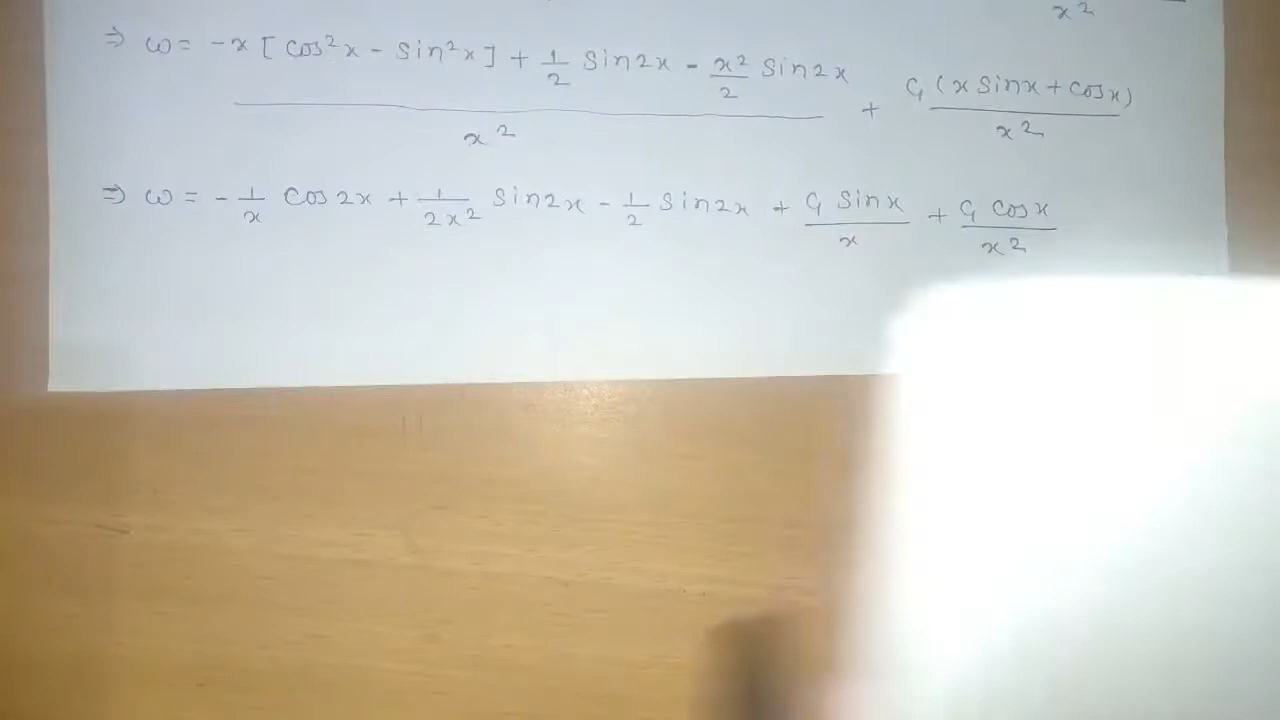 x²
⇒ ω = -x [cos²x - sin²x] + 1/2 sin2x - x²/2 sin2x / x² + C₁(x sinx + cosx) / x²
⇒ ω = -1/x cos2x + 1/2x² sin2x - 1/2 sin2x + C₁ sinx / x + C₁ cosx / x²